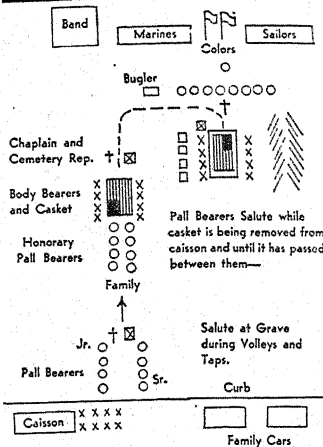 Band
Marines
Sailors
Colors
Bugler
Chaplain and
Cemetery Rep.
Body Bearers
and Casket
Pall Bearers Salute while
casket is being removed from
caisson and until it has passed
between them—
Honorary
Pall Bearers
Family
Salute at Grave
during Volleys and
Taps.
Jr.
Pall Bearers
Sr.
Curb
Caisson
Family Cars